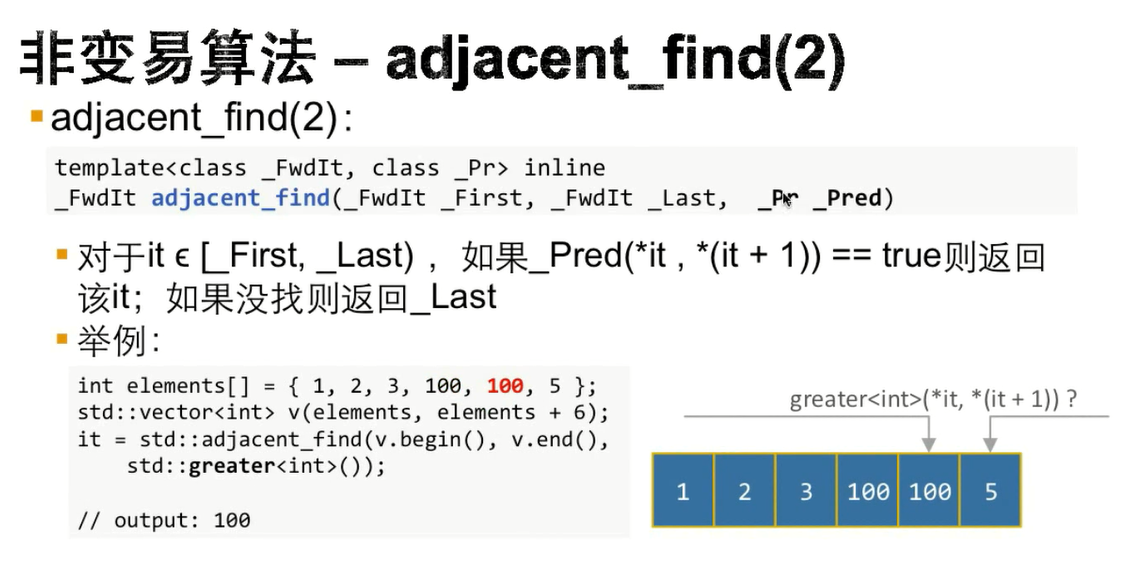 非变易算法 – adjacent_find(2)
adjacent_find(2):
template<class _FwdIt, class _Pr> inline
_FwdIt adjacent_find(_FwdIt _First, _FwdIt _Last,  _Pr _Pred)
对于it ϵ [_First, _Last) ，如果_Pred(*it , *(it + 1)) == true则返回
该it；如果没找则返回_Last
举例：
int elements[] = { 1, 2, 3, 100, 100, 5 };
std::vector<int> v(elements, elements + 6);
it = std::adjacent_find(v.begin(), v.end(),
std::greater<int>());
// output: 100
greater<int>(*it, *(it + 1)) ?
1 2 3 100 100 5